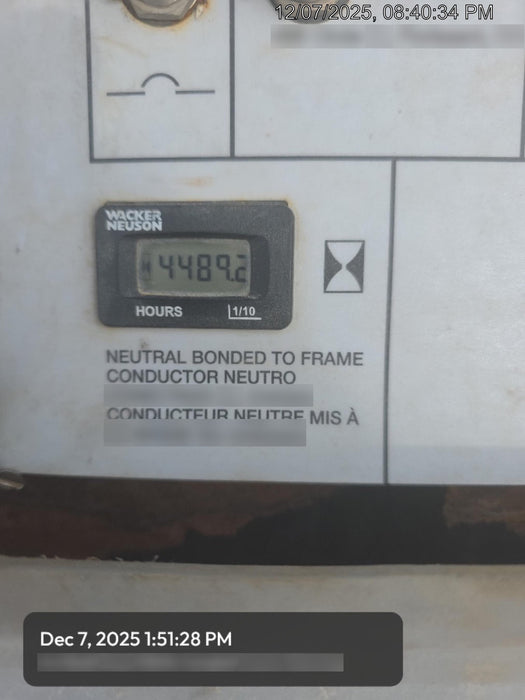 12/07/2025, 08:40:34 PM
WACKER
NEUSON
4489.2
HOURS 1/10
NEUTRAL BONDED TO FRAME
CONDUCTOR NEUTRO
CONDUCTEUR NEUTRE MIS À
Dec 7, 2025 1:51:28 PM